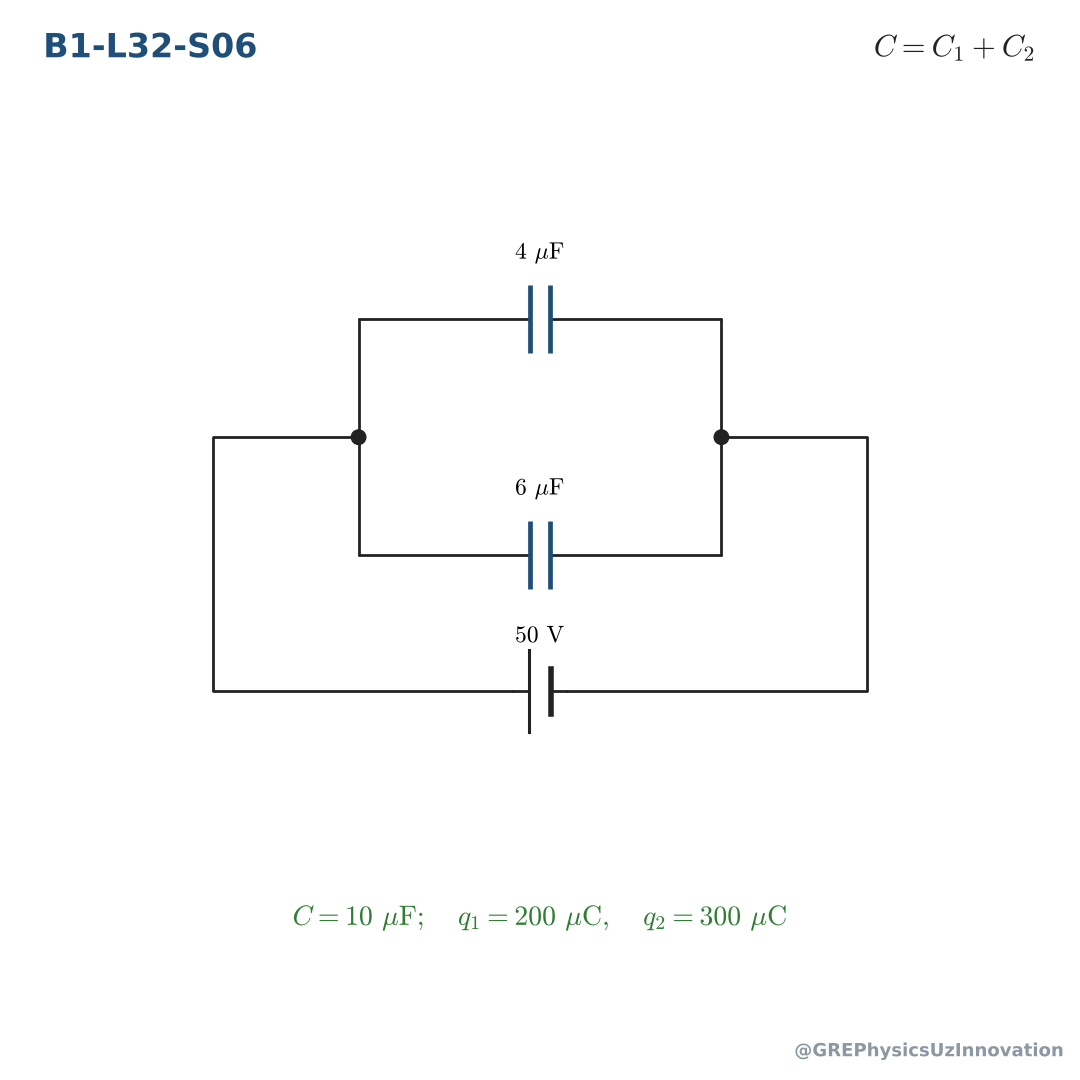 B1-L32-S06
C = C₁ + C₂
4 μF
6 μF
50 V
C = 10 μF; q₁ = 200 μC, q₂ = 300 μC
@GREPhysicsUzInnovation